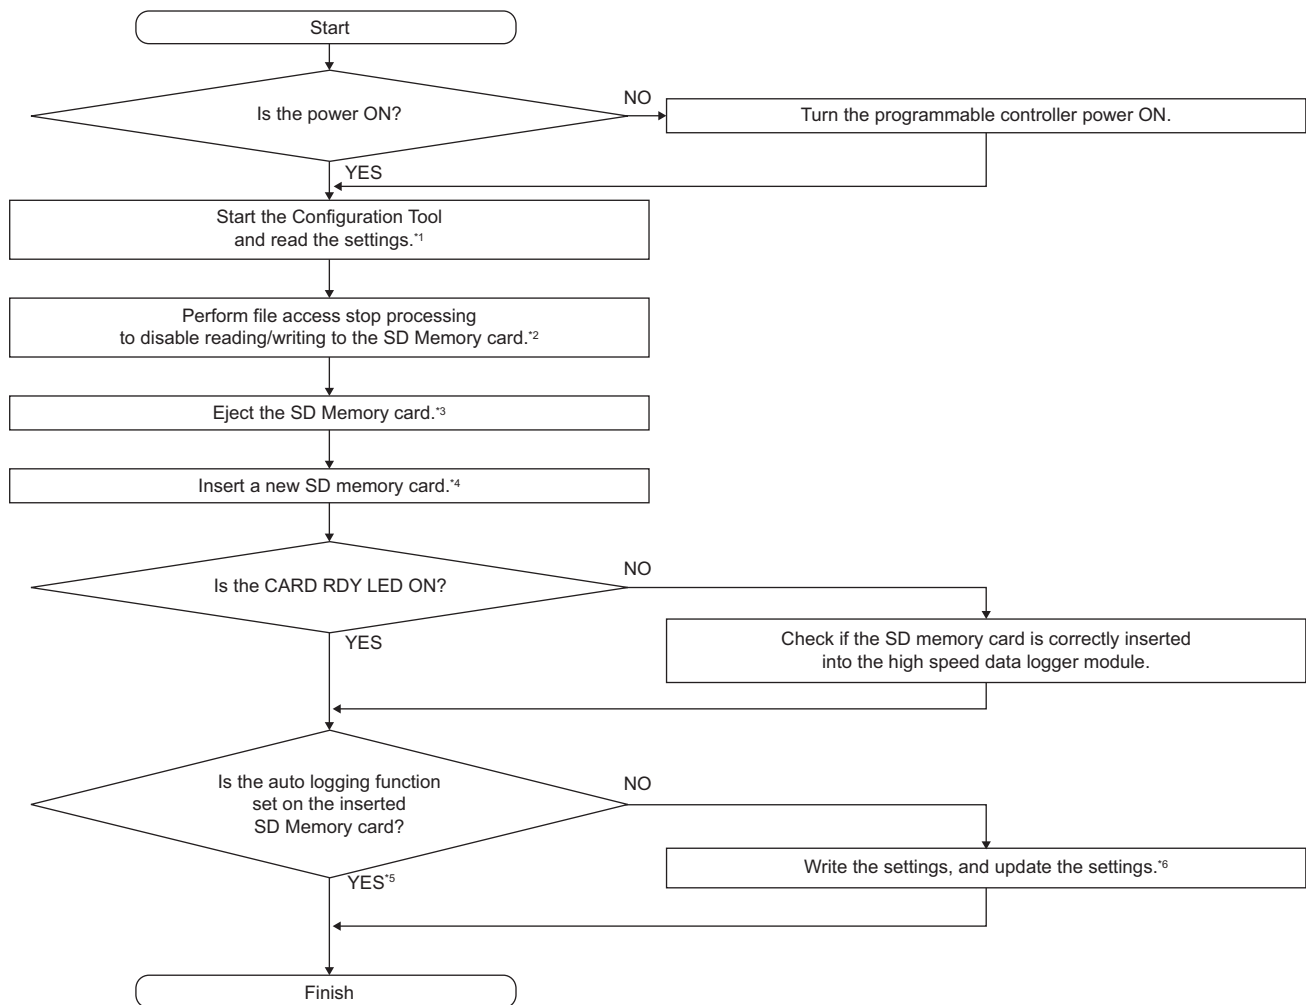 Start
Is the power ON?
NO
Turn the programmable controller power ON.
YES
Start the Configuration Tool
and read the settings.*1
Perform file access stop processing
to disable reading/writing to the SD Memory card.*2
Eject the SD Memory card.*3
Insert a new SD memory card.*4
Is the CARD RDY LED ON?
NO
YES
Check if the SD memory card is correctly inserted
into the high speed data logger module.
Is the auto logging function
set on the inserted
SD Memory card?
NO
Write the settings, and update the settings.*6
YES*5
Finish